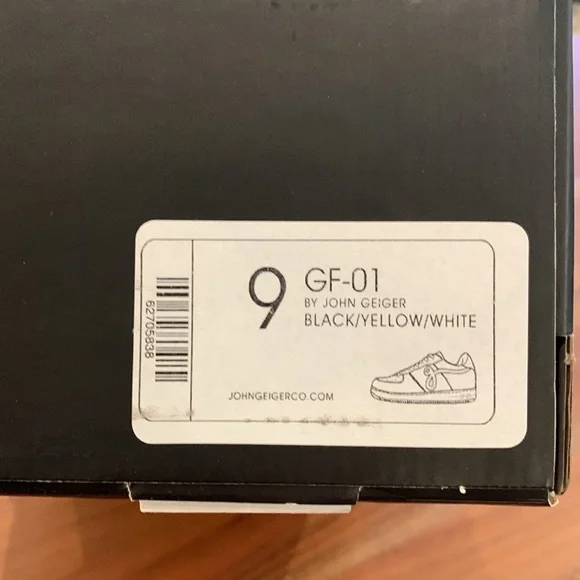 62705838
9
GF-01
BY JOHN GEIGER
BLACK/YELLOW/WHITE
JOHNGEIGERCO.COM